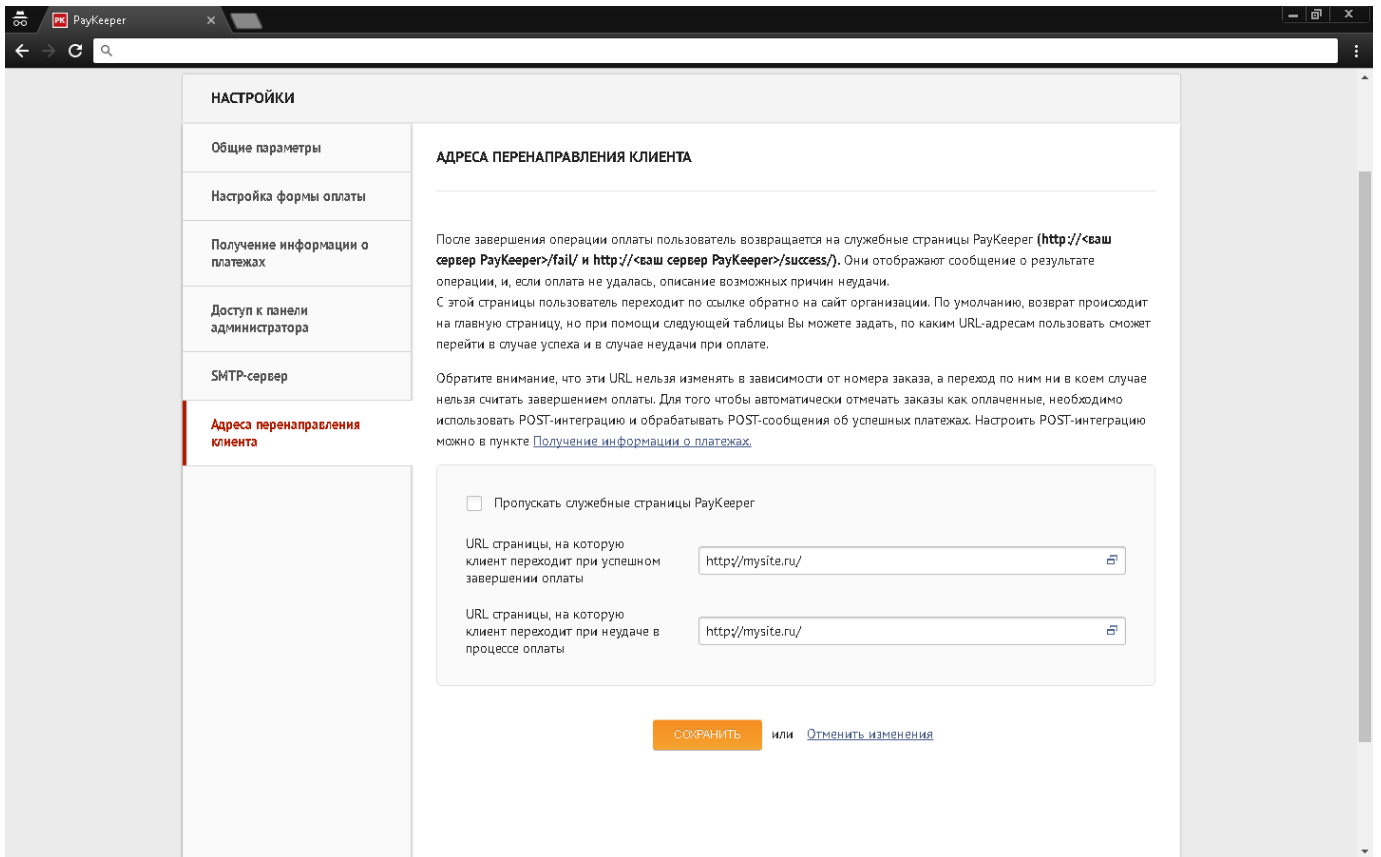 PK PayKeeper
НАСТРОЙКИ
Общие параметры
Настройка формы оплаты
Получение информации о
платежах
Доступ к панели
администратора
SMTP-сервер
Адреса перенаправления
клиента
АДРЕСА ПЕРЕНАПРАВЛЕНИЯ КЛИЕНТА
После завершения операции оплаты пользователь возвращается на служебные страницы PayKeeper (http://<ваш
сервер PayKeeper>/fail/ и http://<ваш сервер PayKeeper>/success/). Они отображают сообщение о результате
операции, и, если оплата не удалась, описание возможных причин неудачи.
С этой страницы пользователь переходит по ссылке обратно на сайт организации. По умолчанию, возврат происходит
на главную страницу, но при помощи следующей таблицы Вы можете задать, по каким URL-адресам пользовать сможет
перейти в случае успеха и в случае неудачи при оплате.
Обратите внимание, что эти URL нельзя изменять в зависимости от номера заказа, а переход по ним ни в коем случае
нельзя считать завершением оплаты. Для того чтобы автоматически отмечать заказы как оплаченные, необходимо
использовать POST-интеграцию и обрабатывать POST-сообщения об успешных платежах. Настроить POST-интеграцию
можно в пункте Получение информации о платежах.
Пропускать служебные страницы PayKeeper
URL страницы, на которую
клиент переходит при успешном
завершении оплаты
http://mysite.ru/
URL страницы, на которую
клиент переходит при неудаче в
процессе оплаты
http://mysite.ru/
СОХРАНИТЬ или Отменить изменения